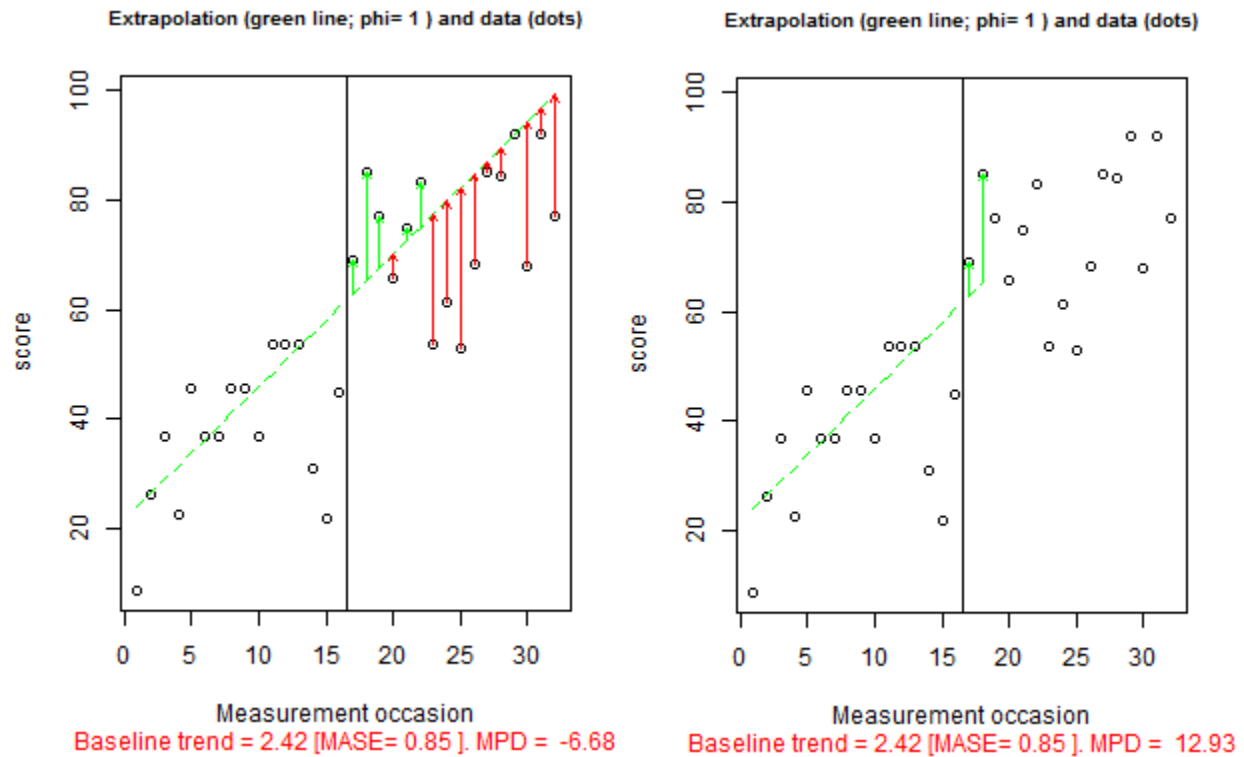 Extrapolation (green line; phi= 1 ) and data (dots)
score
100
80
60
40
20
0 5 10 15 20 25 30
Measurement occasion
Baseline trend = 2.42 [MASE= 0.85 ]. MPD = -6.68
Extrapolation (green line; phi= 1 ) and data (dots)
score
100
80
60
40
20
0 5 10 15 20 25 30
Measurement occasion
Baseline trend = 2.42 [MASE= 0.85 ]. MPD = 12.93